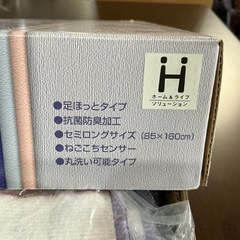 ホーム&ライフ
ソリューション
●足ほっとタイプ
●抗菌防臭加工
●セミロングサイズ(85×160cm)
●ねごこちセンサー
●丸洗い可能タイプ